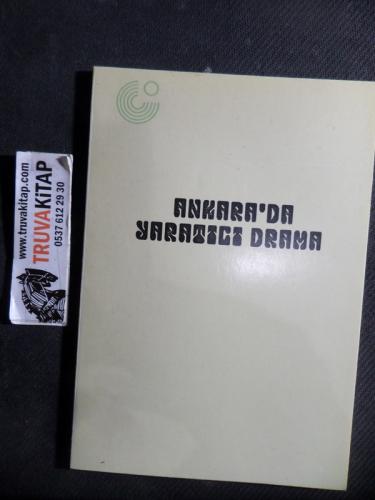 www.truvakitap.com
TRUVAKİTAP
0537 612 29 30
ANKARA'DA
YARATICI DRAMA